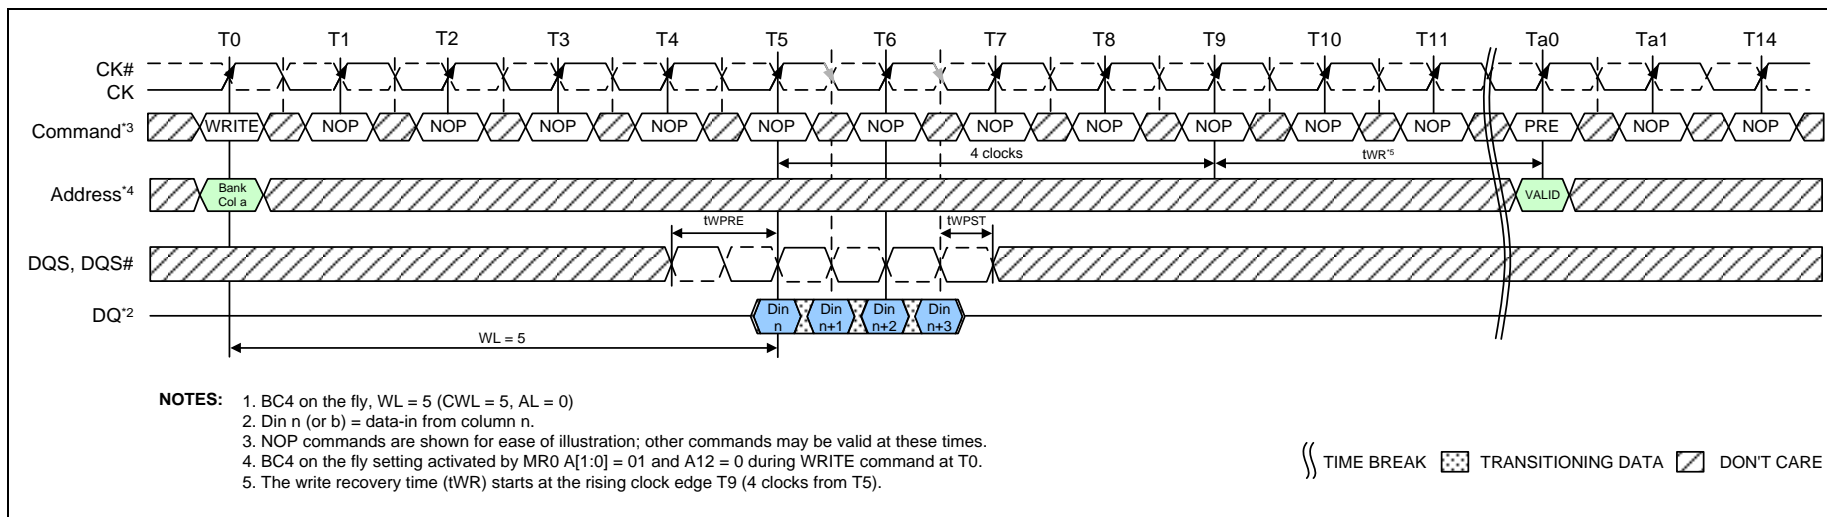 T0 T1 T2 T3 T4 T5 T6 T7 T8 T9 T10 T11 Ta0 Ta1 T14
CK#
CK
Command*3 WRITE NOP NOP NOP NOP NOP NOP NOP NOP NOP NOP NOP PRE NOP NOP
4 clocks tWR*5
Address*4 Bank Col a VALID
tWPRE tWPST
DQS, DQS#
DQ*2 Din n Din n+1 Din n+2 Din n+3
WL = 5
NOTES: 1. BC4 on the fly, WL = 5 (CWL = 5, AL = 0)
2. Din n (or b) = data-in from column n.
3. NOP commands are shown for ease of illustration; other commands may be valid at these times.
4. BC4 on the fly setting activated by MR0 A[1:0] = 01 and A12 = 0 during WRITE command at T0.
5. The write recovery time (tWR) starts at the rising clock edge T9 (4 clocks from T5).
TIME BREAK TRANSITIONING DATA DON'T CARE